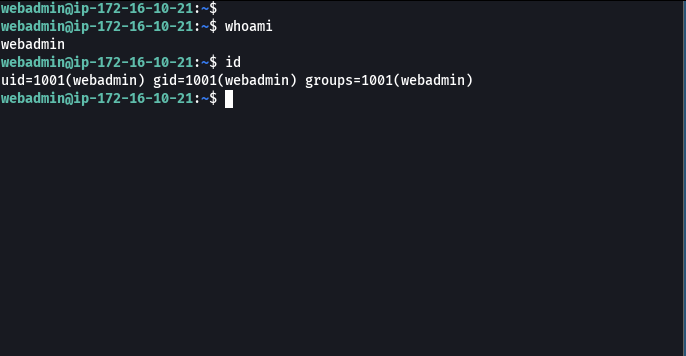 webadmin@ip-172-16-10-21:~$
webadmin@ip-172-16-10-21:~$ whoami
webadmin
webadmin@ip-172-16-10-21:~$ id
uid=1001(webadmin) gid=1001(webadmin) groups=1001(webadmin)
webadmin@ip-172-16-10-21:~$